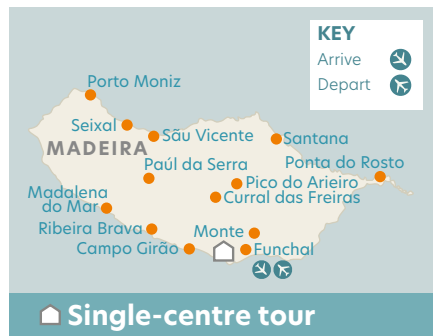 KEY
Arrive
Depart
Porto Moniz
Seixal
Sãu Vicente
Santana
MADEIRA
Paúl da Serra
Ponta do Rosto
Pico do Arieiro
Madalena
do Mar
Curral das Freiras
Ribeira Brava
Monte
Campo Girão
Funchal
Single-centre tour